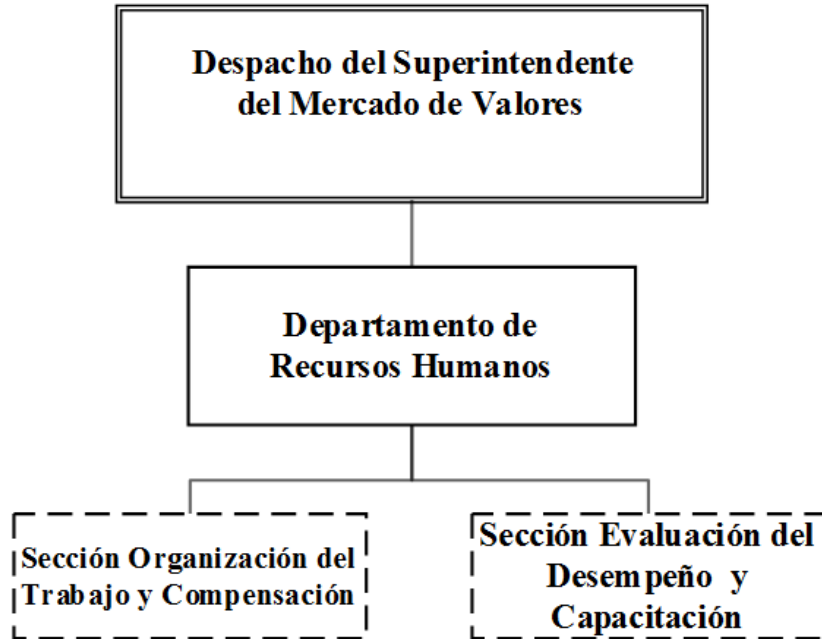 Despacho del Superintendente
del Mercado de Valores
Departamento de
Recursos Humanos
Sección Organización del
Trabajo y Compensación
Sección Evaluación del
Desempeño y
Capacitación